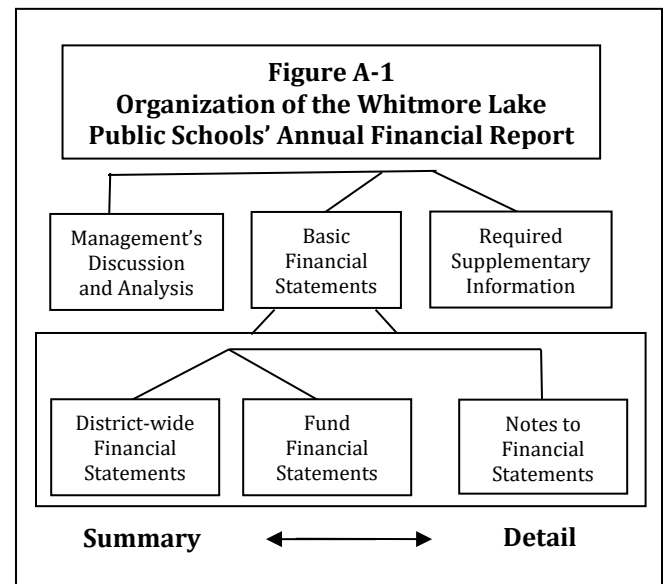 Figure A-1
Organization of the Whitmore Lake
Public Schools’ Annual Financial Report
Management’s
Discussion
and Analysis
Basic
Financial
Statements
Required
Supplementary
Information
District-wide
Financial
Statements
Fund
Financial
Statements
Notes to
Financial
Statements
Summary
Detail